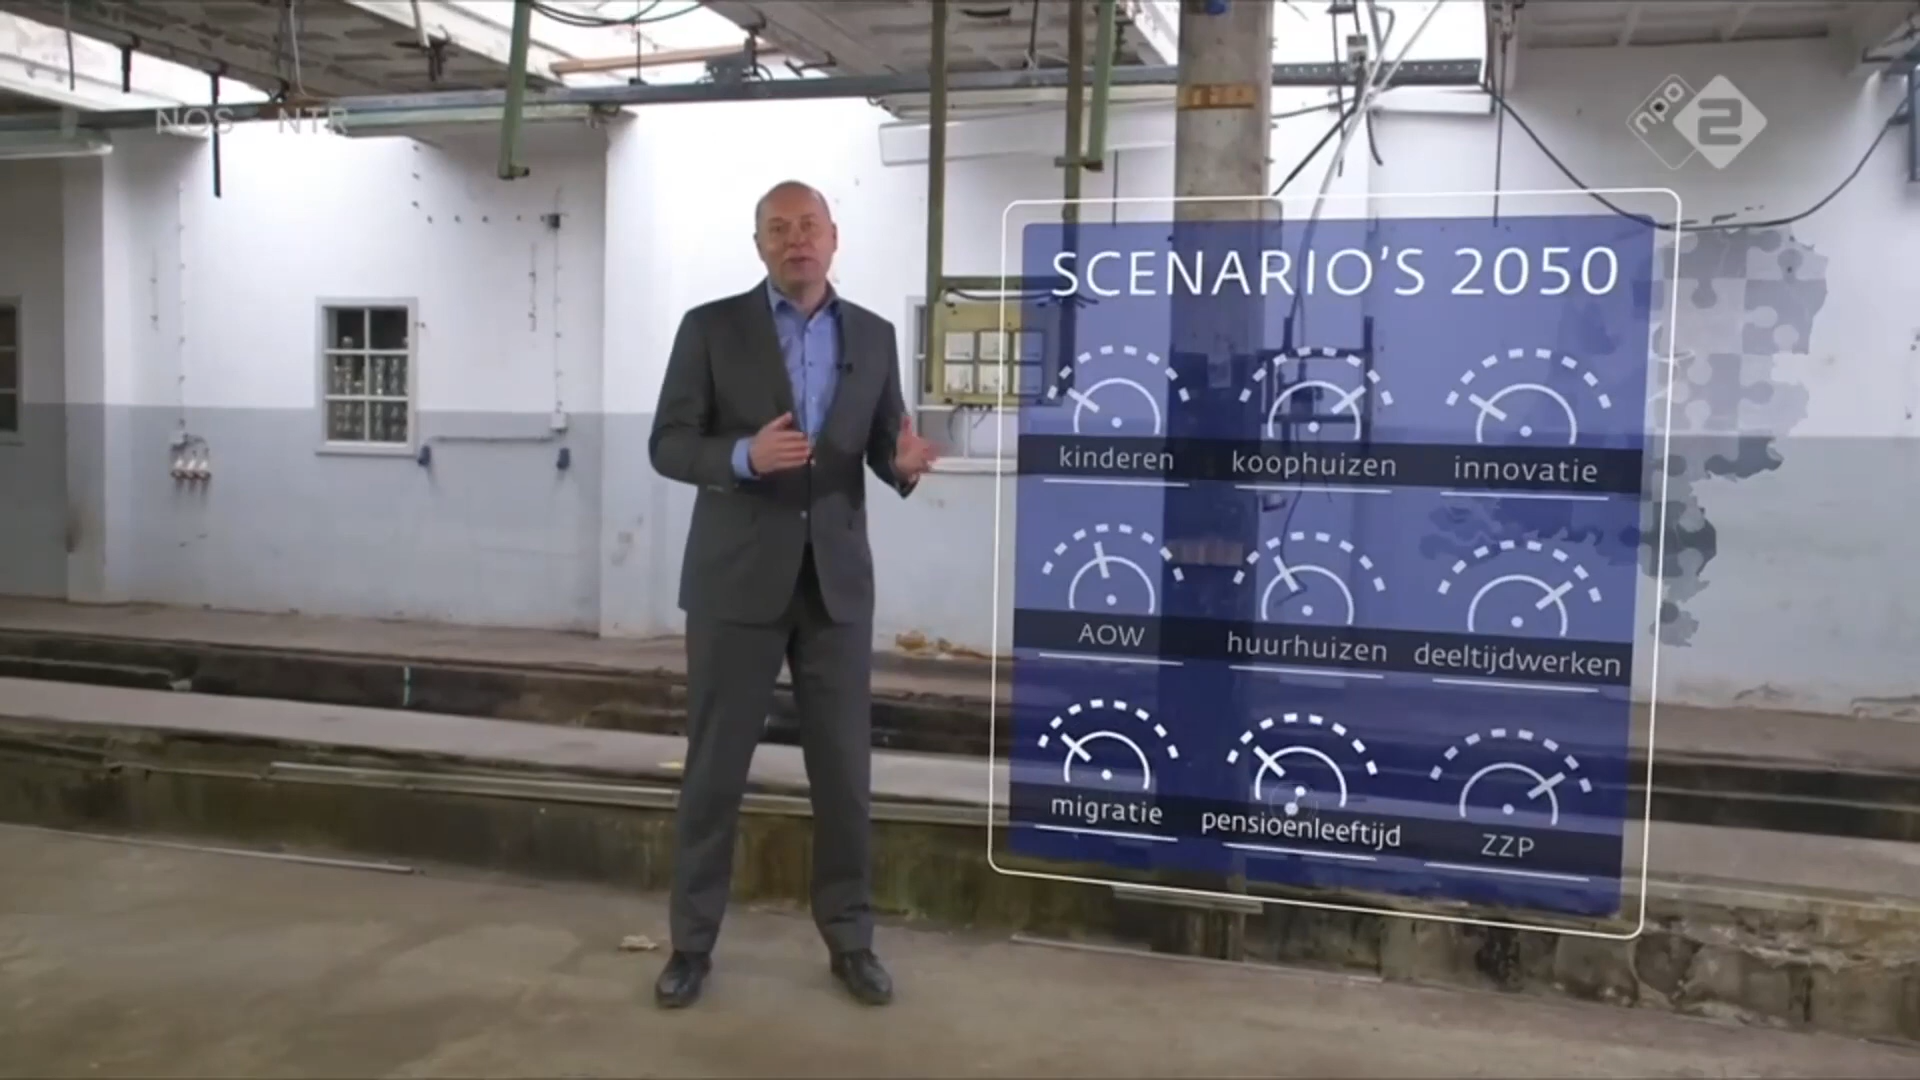 NOS NTR
npo 2
SCENARIO'S 2050
kinderen
koophuizen
innovatie
AOW
huurhuizen
deeltijdwerken
migratie
pensioenleeftijd
ZZP